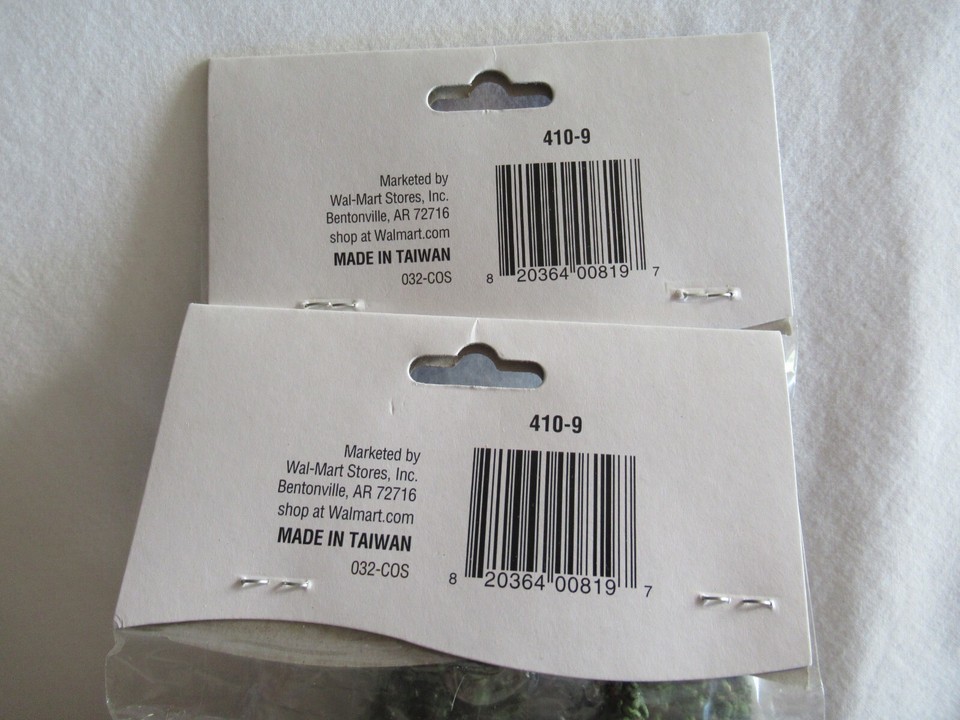 410-9
Marketed by
Wal-Mart Stores, Inc.
Bentonville, AR 72716
shop at Walmart.com
MADE IN TAIWAN
032-COS
8 20364 00819 7
410-9
Marketed by
Wal-Mart Stores, Inc.
Bentonville, AR 72716
shop at Walmart.com
MADE IN TAIWAN
032-COS
8 20364 00819 7